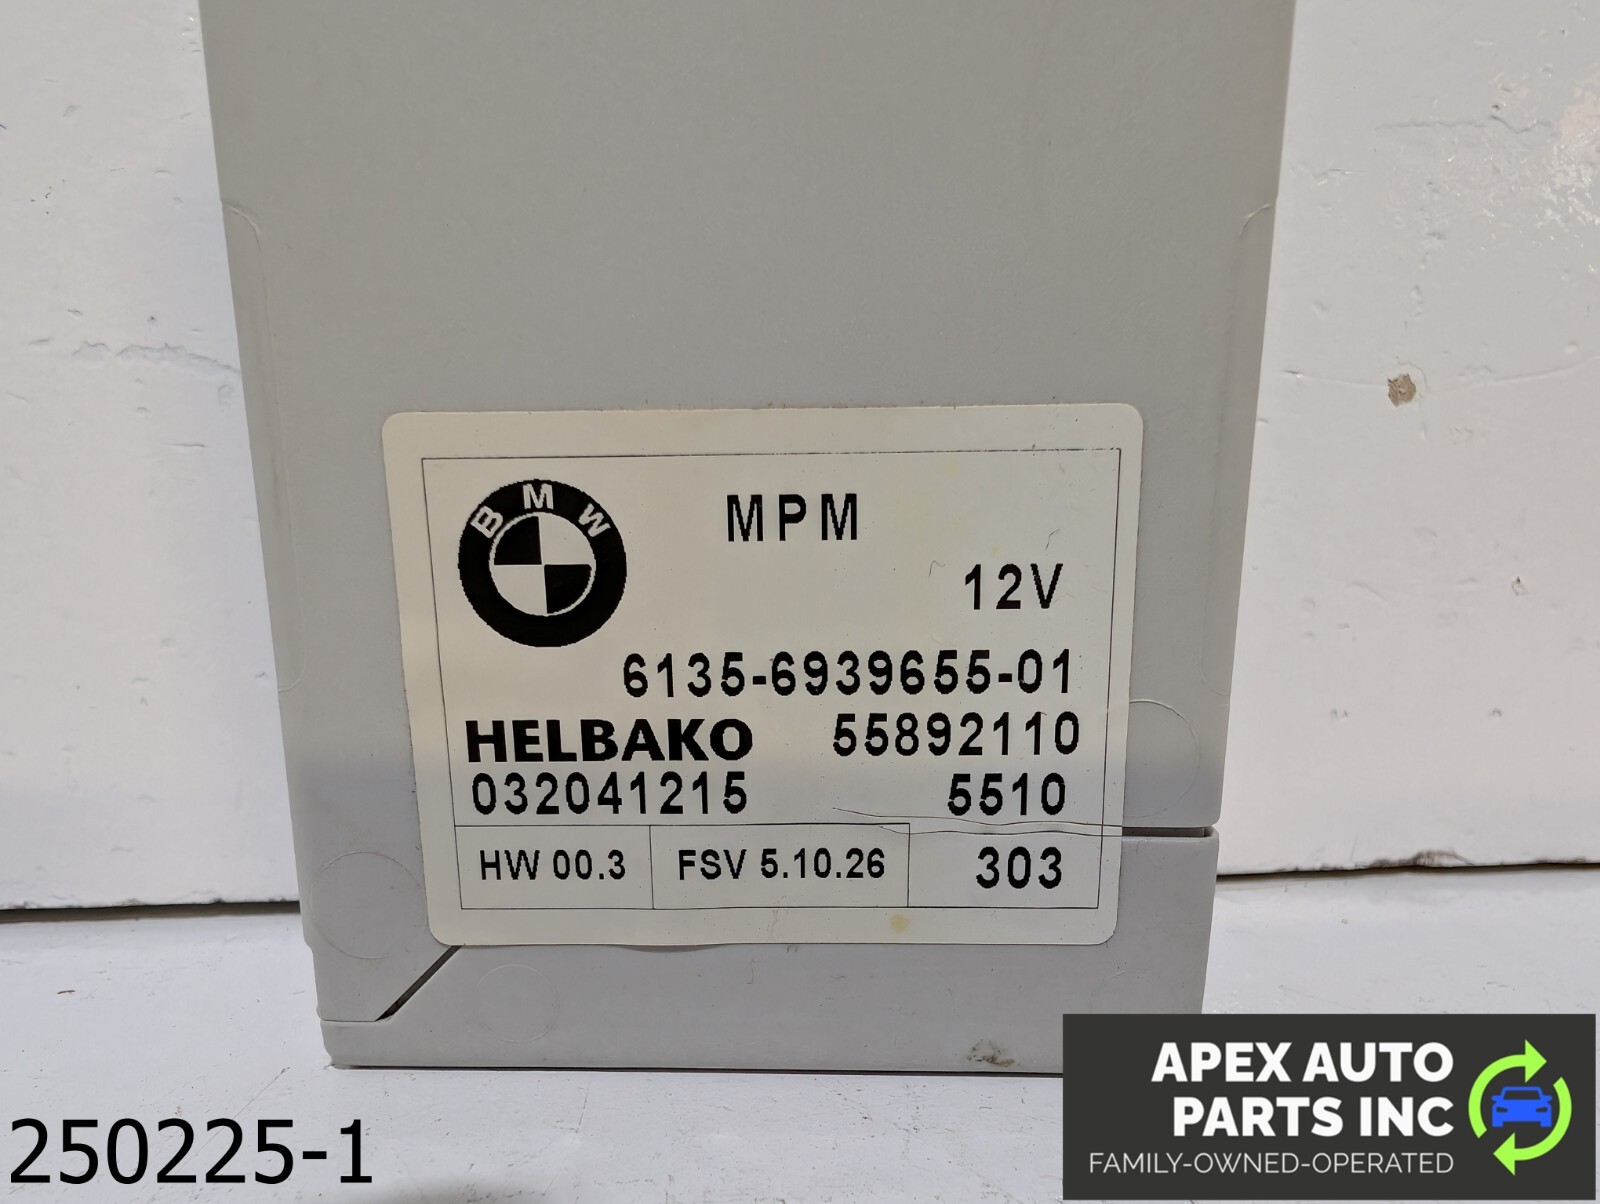 BMW
MPM
12V
6135-6939655-01
HELBAKO 55892110
032041215 5510
HW 00.3 FSV 5.10.26 303
APEX AUTO
PARTS INC
FAMILY-OWNED-OPERATED
250225-1